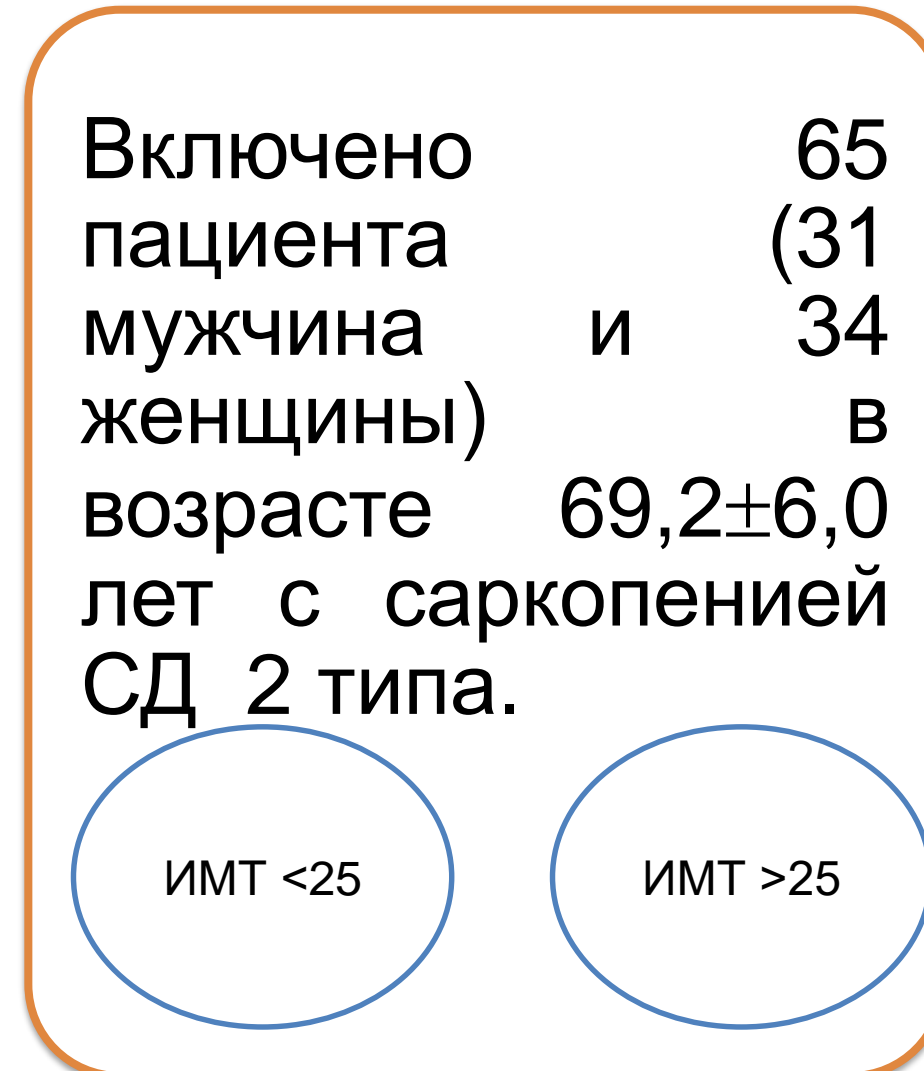 Включено 65
пациента (31
мужчина и 34
женщины) в
возрасте 69,2±6,0
лет с саркопенией
СД 2 типа.
ИМТ <25
ИМТ >25